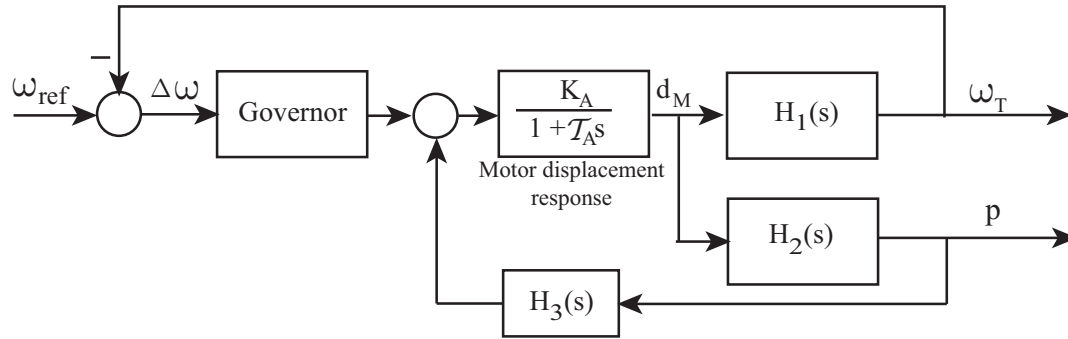 −
ω_ref
Δω
Governor
K_A
1 + 𝒯_A s
d_M
H_1(s)
ω_T
Motor displacement
response
H_2(s)
p
H_3(s)